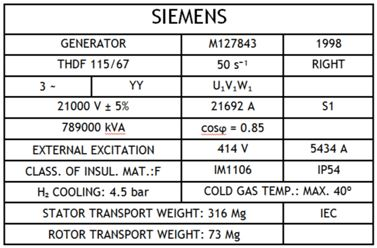 SIEMENS
GENERATOR M127843 1998
THDF 115/67 50 s⁻¹ RIGHT
3 ~ YY U₁V₁W₁
21000 V ± 5% 21692 A S1
789000 kVA cosφ = 0.85
EXTERNAL EXCITATION 414 V 5434 A
CLASS. OF INSUL. MAT.:F IM1106 IP54
H₂ COOLING: 4.5 bar COLD GAS TEMP.: MAX. 40º
STATOR TRANSPORT WEIGHT: 316 Mg IEC
ROTOR TRANSPORT WEIGHT: 73 Mg